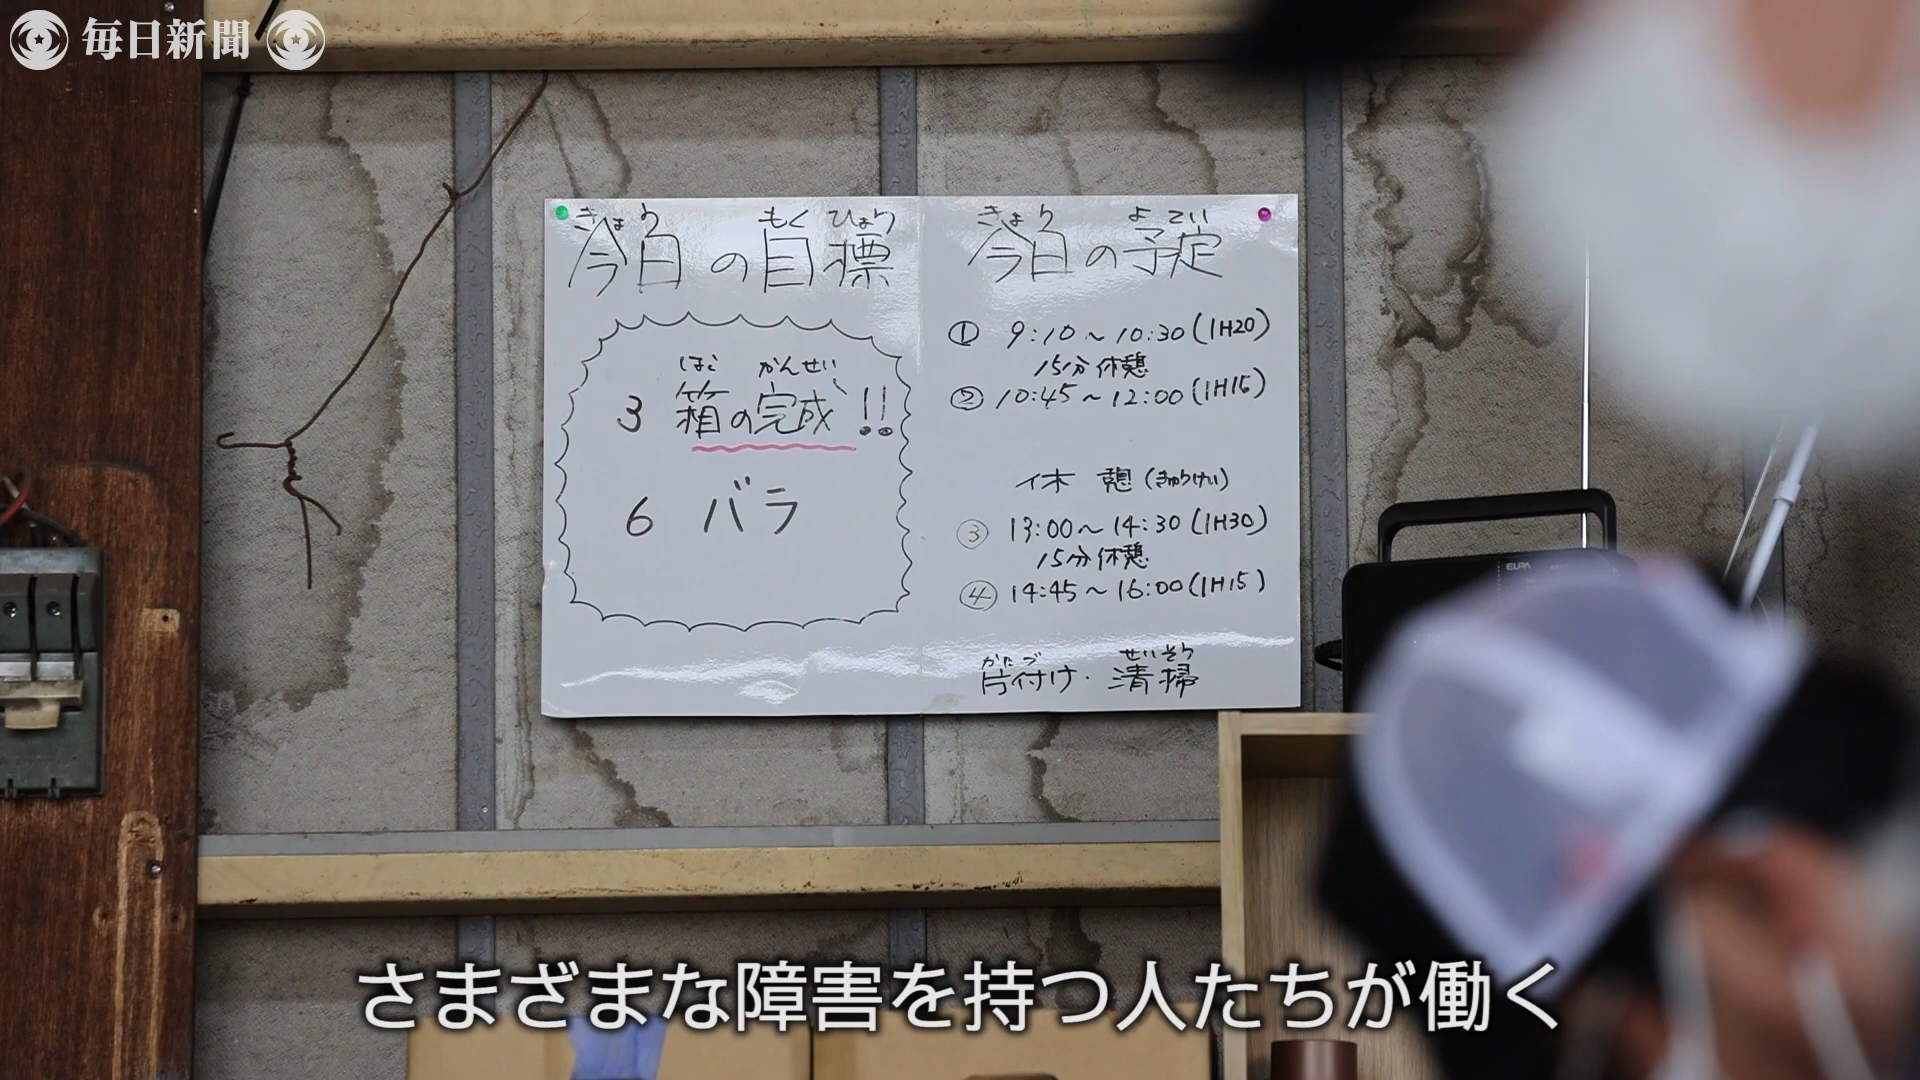 毎日新聞
きょう もくひょう
今日の目標
はこ かんせい
3 箱の完成!!
6 バラ
きょう よてい
今日の予定
① 9:10~10:30(1H20)
15分休憩
② 10:45~12:00(1H15)
休憩(きゅうけい)
③ 13:00~14:30(1H30)
15分休憩
④ 14:45~16:00(1H15)
かたづ せいそう
片付け・清掃
ELPA
さまざまな障害を持つ人たちが働く